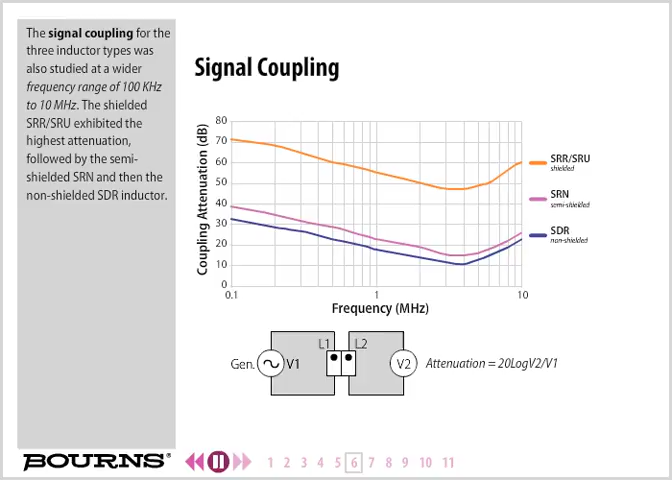 The signal coupling for the
three inductor types was
also studied at a wider
frequency range of 100 KHz
to 10 MHz. The shielded
SRR/SRU exhibited the
highest attenuation,
followed by the semi-
shielded SRN and then the
non-shielded SDR inductor.
Signal Coupling
Coupling Attenuation (dB)
80
70
60
50
40
30
20
10
0
0.1
1
10
Frequency (MHz)
SRR/SRU
shielded
SRN
semi-shielded
SDR
non-shielded
L1 L2
Gen. V1 V2 Attenuation = 20LogV2/V1
BOURNS®
1 2 3 4 5 6 7 8 9 10 11